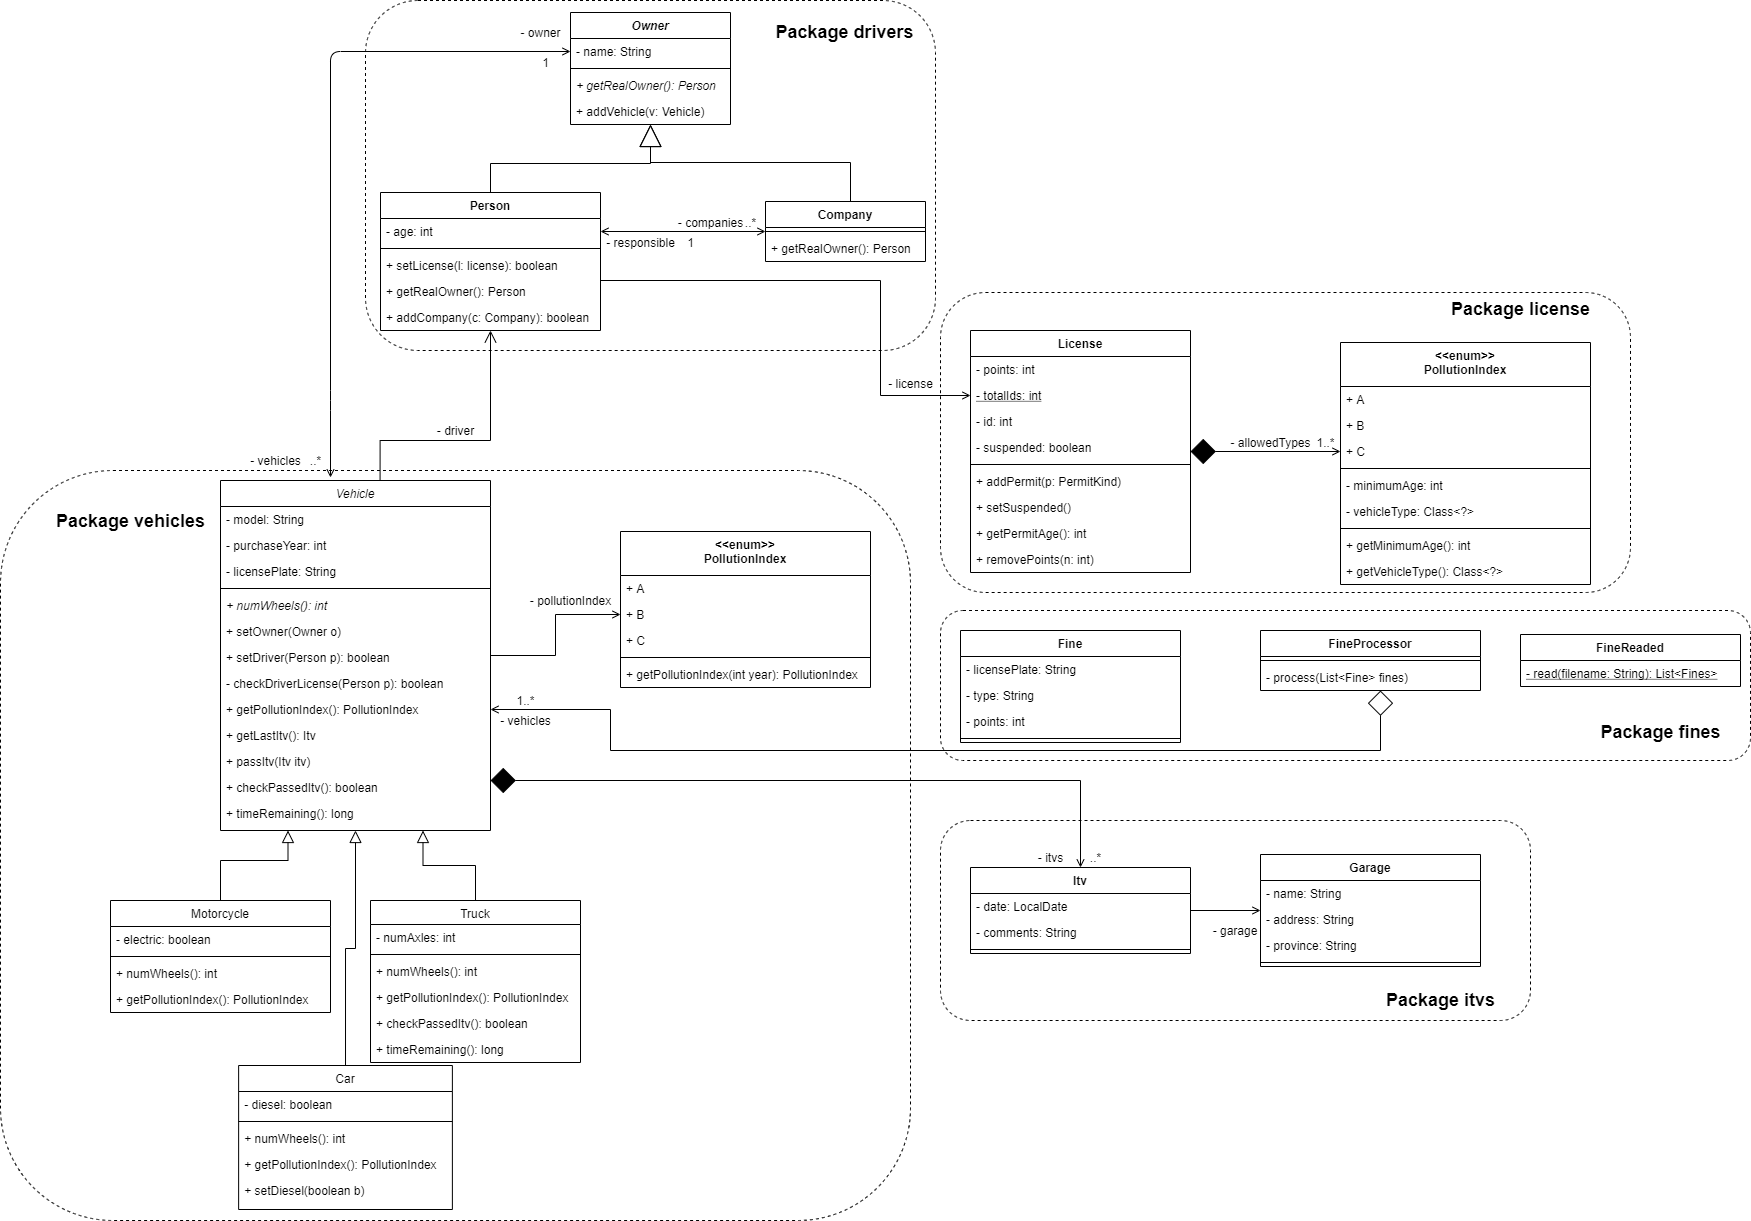 Package drivers
Owner
- name: String
+ getRealOwner(): Person
+ addVehicle(v: Vehicle)
- owner
1
Person
- age: int
+ setLicense(l: license): boolean
+ getRealOwner(): Person
+ addCompany(c: Company): boolean
- companies
..*
- responsible
1
Company
+ getRealOwner(): Person
- license
- driver
- vehicles
..*
Package license
License
- points: int
- totalIds: int
- id: int
- suspended: boolean
+ addPermit(p: PermitKind)
+ setSuspended()
+ getPermitAge(): int
+ removePoints(n: int)
- allowedTypes
1..*
<<enum>>
PollutionIndex
+ A
+ B
+ C
- minimumAge: int
- vehicleType: Class<?>
+ getMinimumAge(): int
+ getVehicleType(): Class<?>
Package vehicles
Vehicle
- model: String
- purchaseYear: int
- licensePlate: String
+ numWheels(): int
+ setOwner(Owner o)
+ setDriver(Person p): boolean
- checkDriverLicense(Person p): boolean
+ getPollutionIndex(): PollutionIndex
+ getLastItv(): Itv
+ passItv(Itv itv)
+ checkPassedItv(): boolean
+ timeRemaining(): long
- pollutionIndex
<<enum>>
PollutionIndex
+ A
+ B
+ C
+ getPollutionIndex(int year): PollutionIndex
1..*
- vehicles
Fine
- licensePlate: String
- type: String
- points: int
FineProcessor
- process(List<Fine> fines)
FineReaded
- read(filename: String): List<Fines>
Package fines
Motorcycle
- electric: boolean
+ numWheels(): int
+ getPollutionIndex(): PollutionIndex
Truck
- numAxles: int
+ numWheels(): int
+ getPollutionIndex(): PollutionIndex
+ checkPassedItv(): boolean
+ timeRemaining(): long
Car
- diesel: boolean
+ numWheels(): int
+ getPollutionIndex(): PollutionIndex
+ setDiesel(boolean b)
- itvs
..*
Itv
- date: LocalDate
- comments: String
- garage
Garage
- name: String
- address: String
- province: String
Package itvs